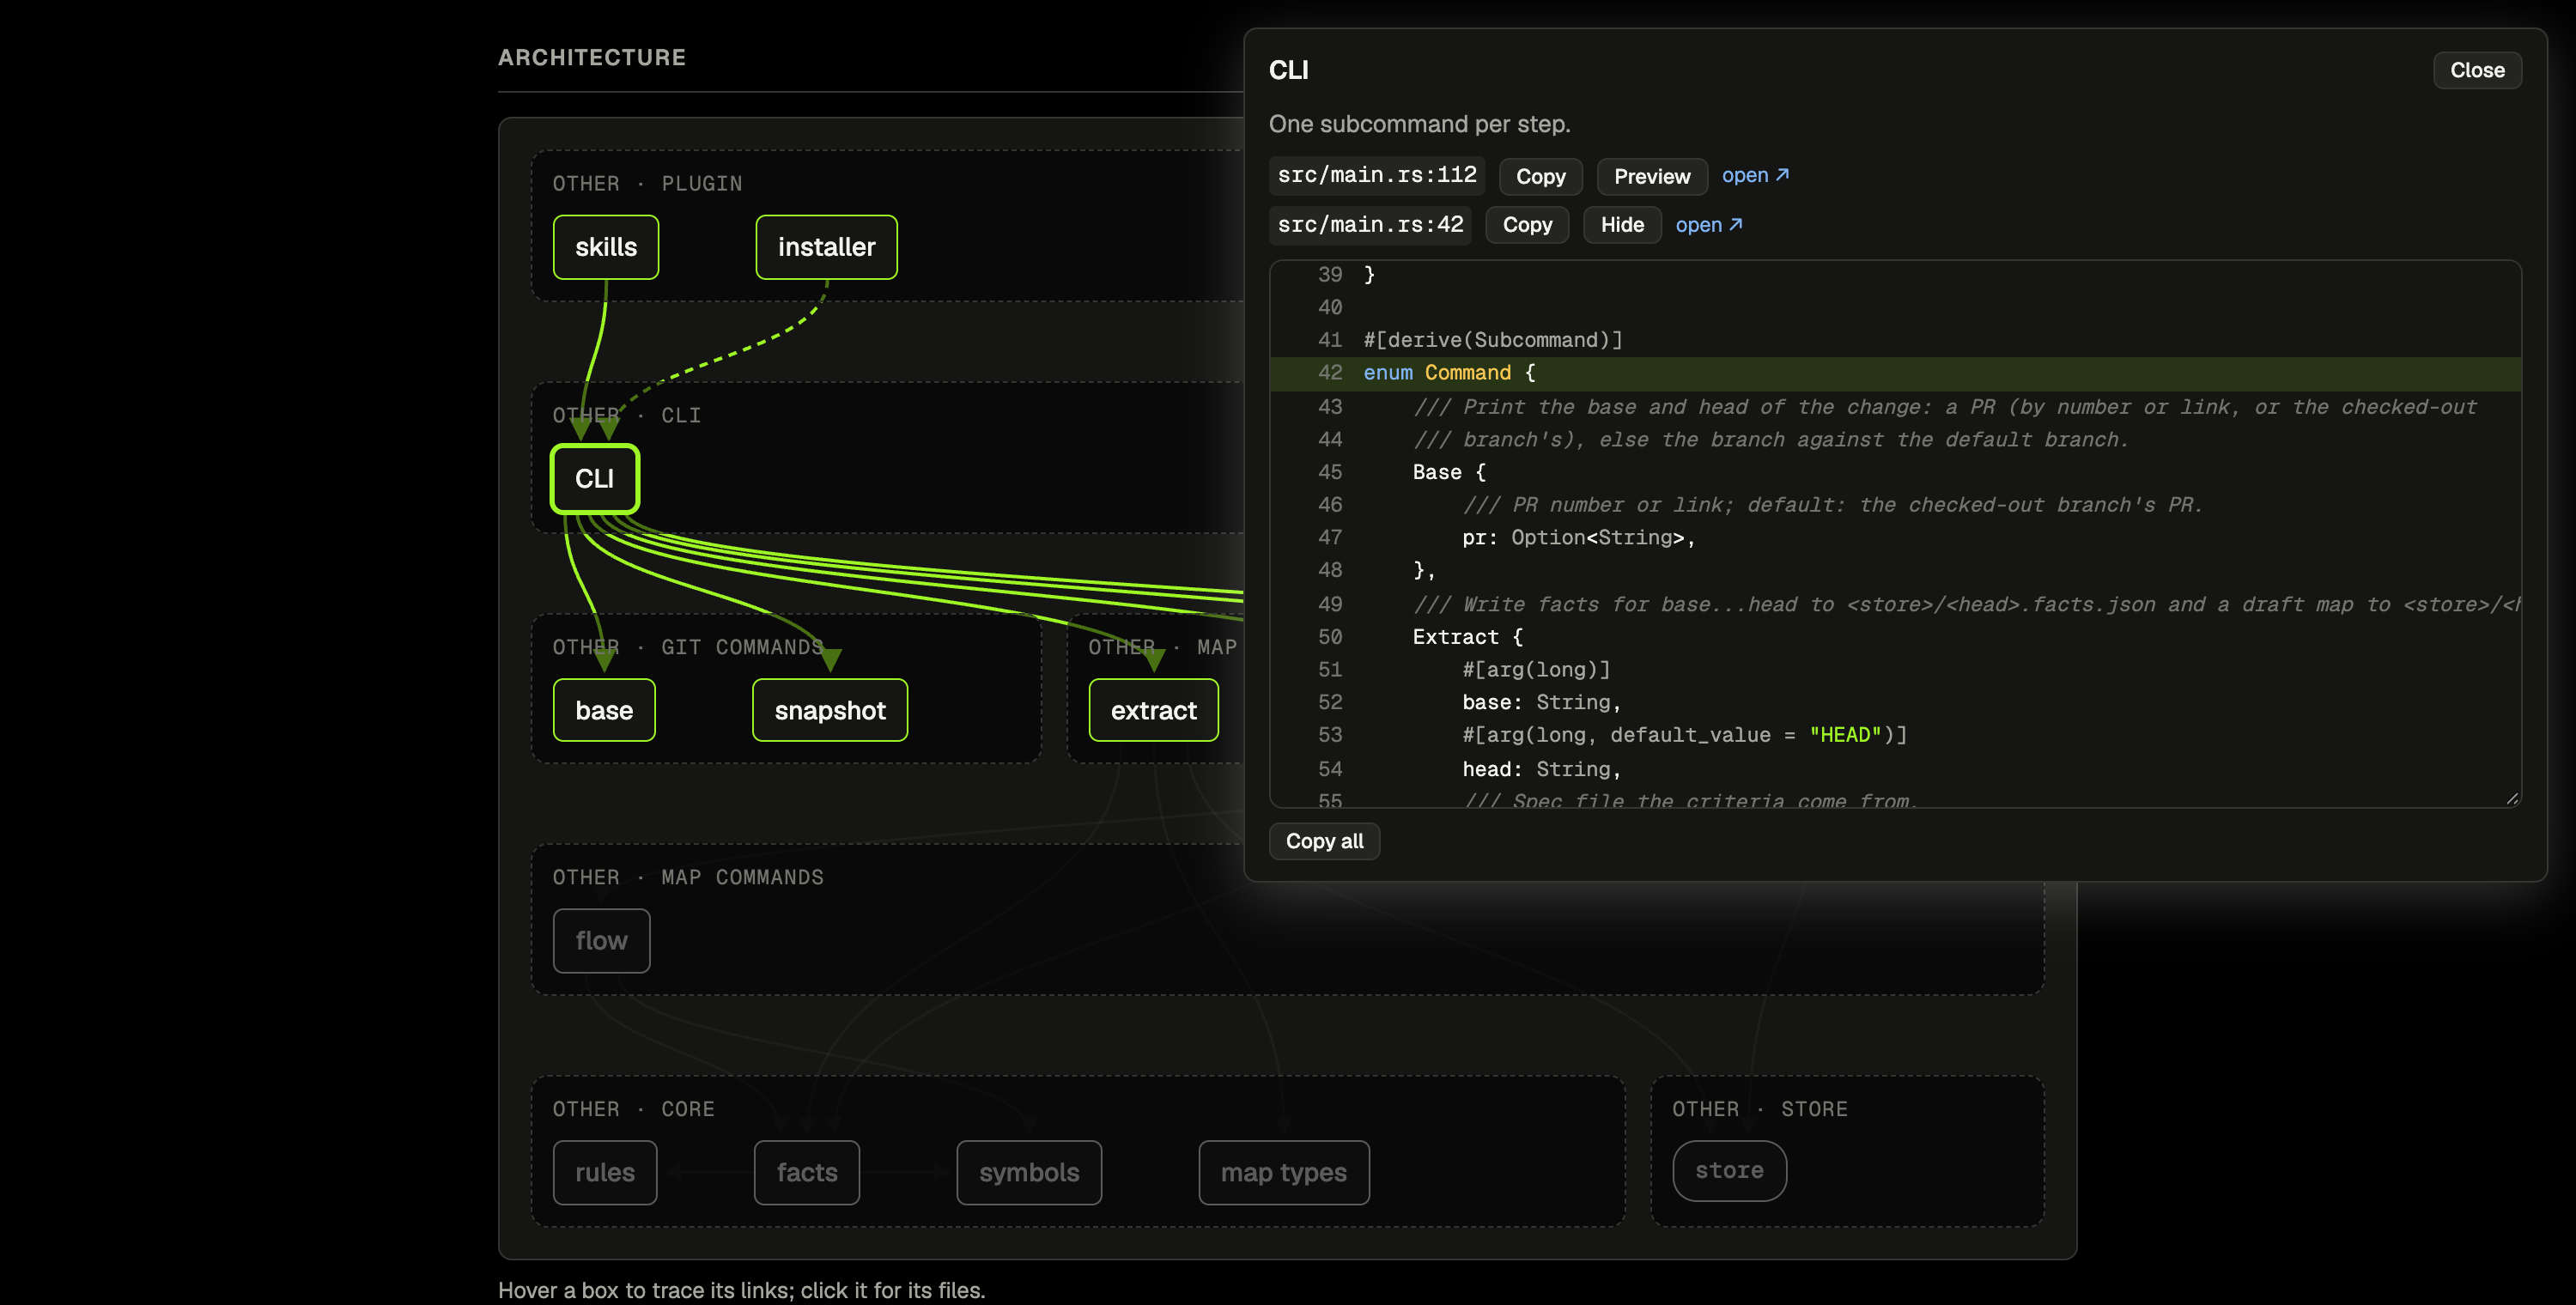 ARCHITECTURE
OTHER · PLUGIN
skills
installer
OTHER · CLI
CLI
OTHER · GIT COMMANDS
base
snapshot
OTHER · MAP
extract
OTHER · MAP COMMANDS
flow
OTHER · CORE
rules
facts
symbols
map types
OTHER · STORE
store
Hover a box to trace its links; click it for its files.
CLI
Close
One subcommand per step.
src/main.rs:112 Copy Preview open ↗
src/main.rs:42 Copy Hide open ↗
39 }
40
41 #[derive(Subcommand)]
42 enum Command {
43     /// Print the base and head of the change: a PR (by number or link, or the checked-out
44     /// branch's), else the branch against the default branch.
45     Base {
46         /// PR number or link; default: the checked-out branch's PR.
47         pr: Option<String>,
48     },
49     /// Write facts for base...head to <store>/<head>.facts.json and a draft map to <store>/<h
50     Extract {
51         #[arg(long)]
52         base: String,
53         #[arg(long, default_value = "HEAD")]
54         head: String,
55         /// Spec file the criteria come from.
Copy all